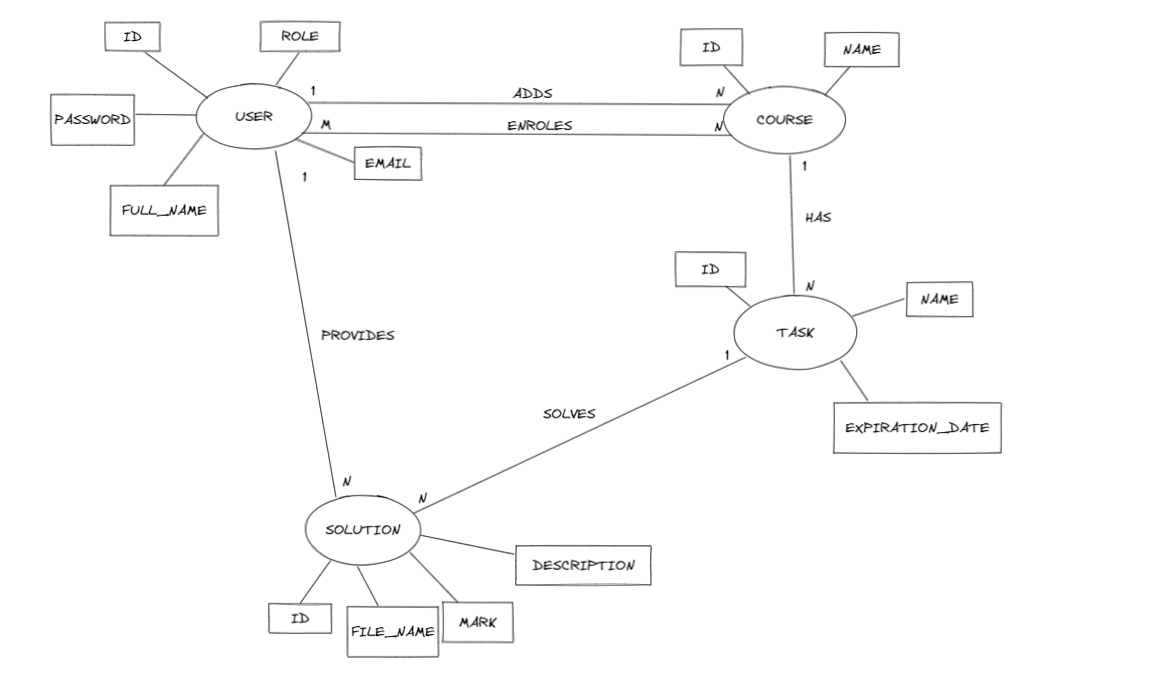 ID
ROLE
ID
NAME
1
ADDS
N
PASSWORD
USER
COURSE
M
ENROLES
N
EMAIL
1
1
FULL_NAME
HAS
ID
N
NAME
TASK
PROVIDES
1
SOLVES
EXPIRATION_DATE
N
N
SOLUTION
DESCRIPTION
ID
FILE_NAME
MARK